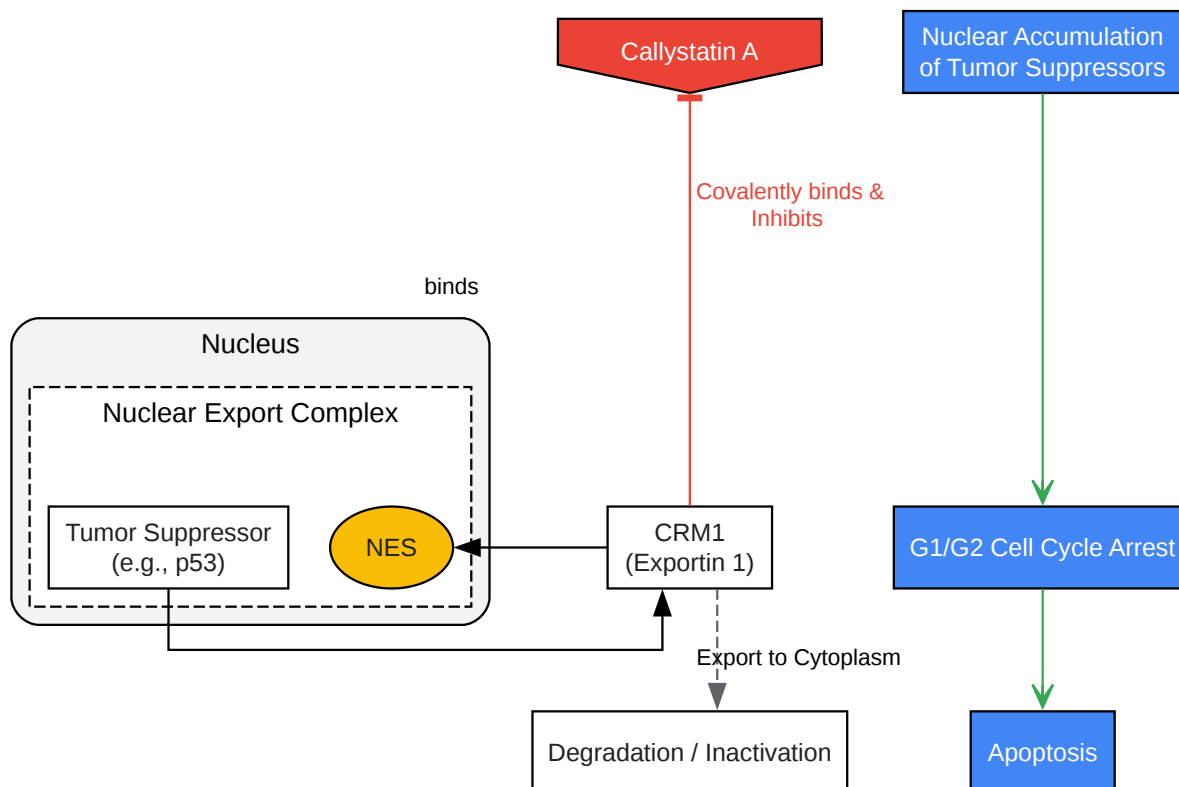 Callystatin A
Nuclear Accumulation
of Tumor Suppressors
Covalently binds &
Inhibits
binds
Nucleus
Nuclear Export Complex
Tumor Suppressor
(e.g., p53)
NES
CRM1
(Exportin 1)
G1/G2 Cell Cycle Arrest
Export to Cytoplasm
Degradation / Inactivation
Apoptosis